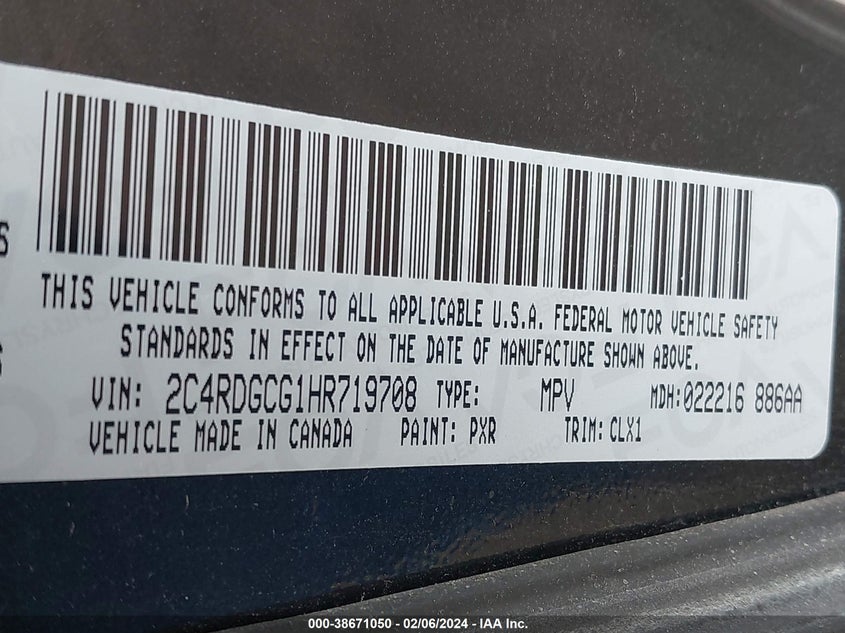 THIS VEHICLE CONFORMS TO ALL APPLICABLE U.S.A. FEDERAL MOTOR VEHICLE SAFETY
STANDARDS IN EFFECT ON THE DATE OF MANUFACTURE SHOWN ABOVE.
VIN: 2C4RDGCG1HR719708 TYPE: MPV MDH:022216 886AA
VEHICLE MADE IN CANADA PAINT: PXR TRIM: CLX1
000-38671050 - 02/06/2024 - IAA Inc.